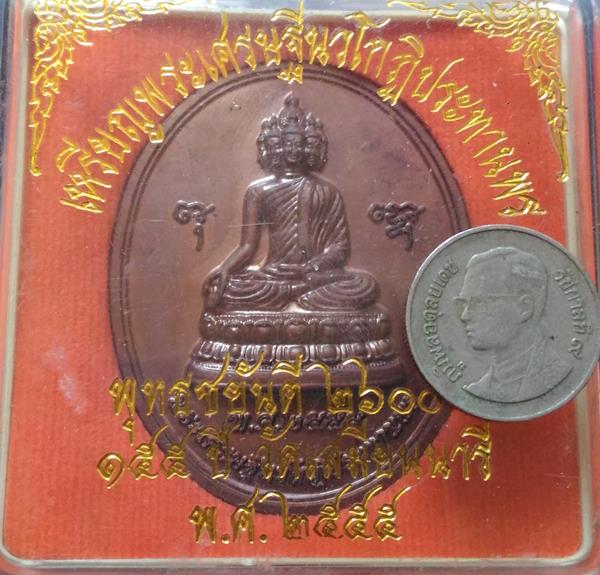 เหรียญพระเศรษฐีนวโกฏิประทานพร
พุทธชยันตี ๒๖๐๐
๑๕๕ ปี วัดเสมียนนารี
พ.ศ. ๒๕๕๕
ภูมิพลอดุลยเดช
รัชกาลที่ ๙